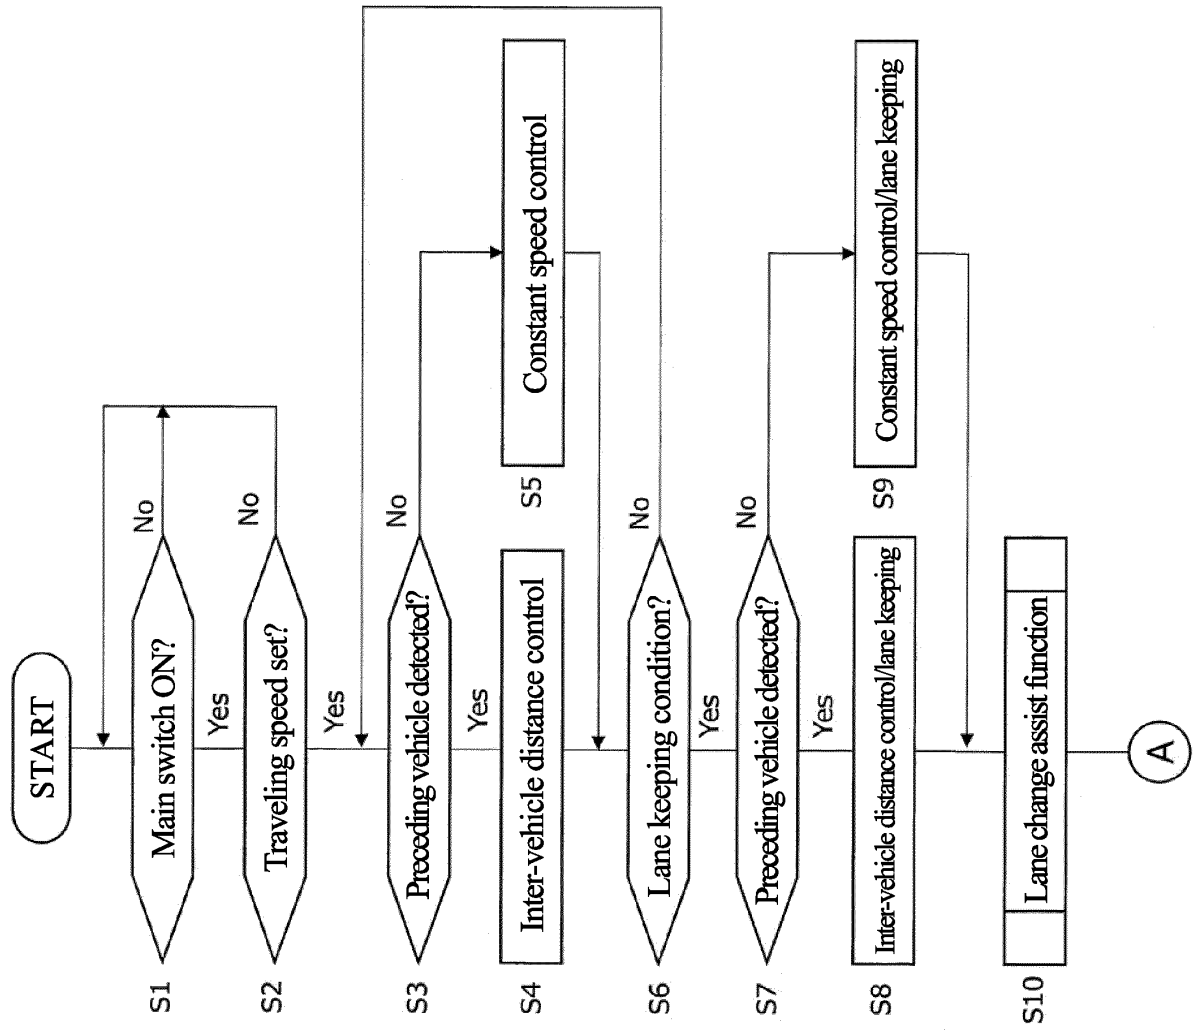 START
S1
Main switch ON?
No
Yes
S2
Traveling speed set?
No
Yes
S3
Preceding vehicle detected?
No
Yes
S4
Inter-vehicle distance control
S5
Constant speed control
S6
Lane keeping condition?
No
Yes
S7
Preceding vehicle detected?
No
Yes
S8
Inter-vehicle distance control/lane keeping
S9
Constant speed control/lane keeping
S10
Lane change assist function
A